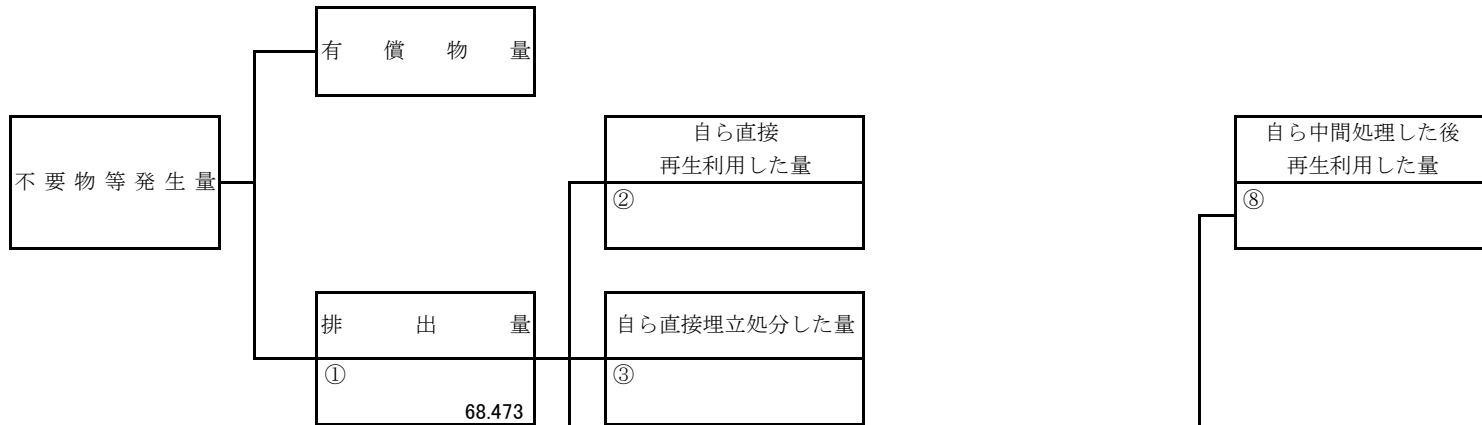 有償物量
不要物等発生量
自ら直接
再生利用した量
②
自ら中間処理した後
再生利用した量
⑧
排出量
①
68.473
自ら直接埋立処分した量
③